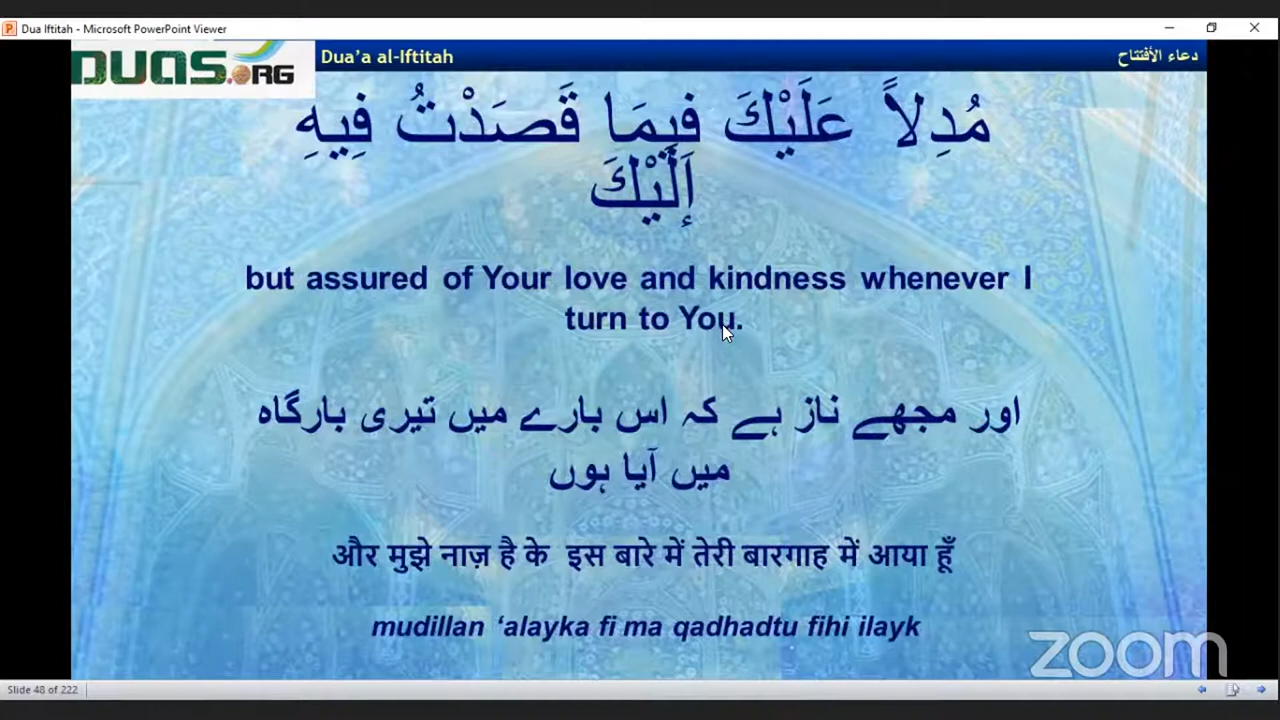 Dua Iftitah - Microsoft PowerPoint Viewer
DUAS.ORG
Dua’a al-Iftitah
دعاء الأفتتاح
مُدِلاًّ عَلَيْكَ فِيمَا قَصَدْتُ فِيهِ
إَلَيْكَ
but assured of Your love and kindness whenever I
turn to You.
اور مجھے ناز ہے کہ اس بارے میں تیری بارگاہ
میں آیا ہوں
और मुझे नाज़ है के इस बारे में तेरी बारगाह में आया हूँ
mudillan ‘alayka fi ma qadhadtu fihi ilayk
zoom
Slide 48 of 222